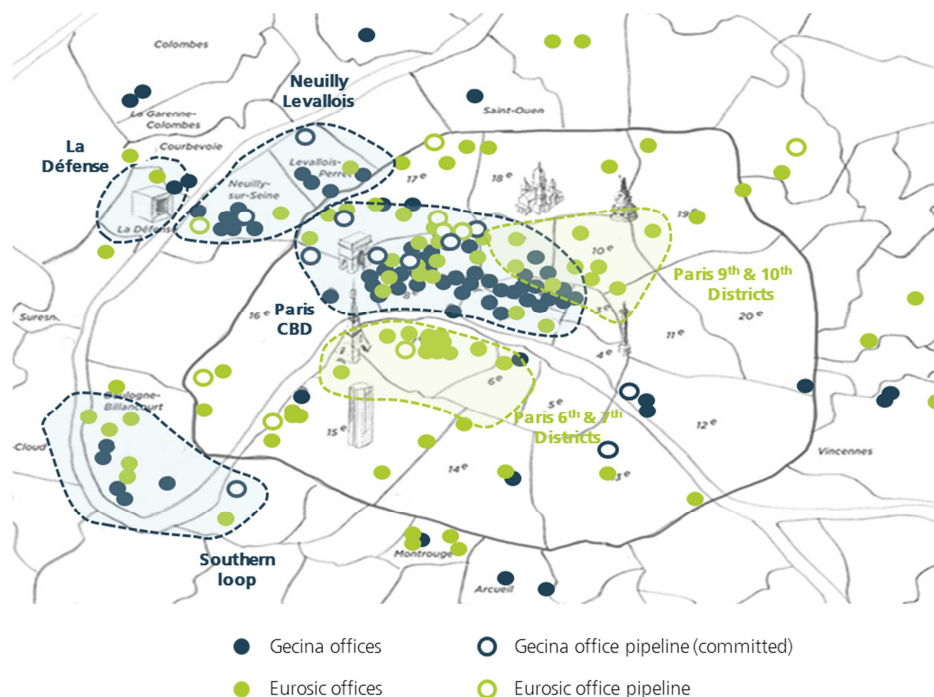 Colombes
Neuilly
Levallois
Saint-Ouen
La Garenne-
Colombes
Courbevoie
La
Défense
Levallois-
Perret
17e
18e
Neuilly-
sur-Seine
19e
La Défense
10e
Paris 9th & 10th
Districts
8e
3e
Suresn
16e
Paris
CBD
20e
11e
4e
6e
Boulogne-
Billancourt
5e
Paris 6th & 7th
Districts
15e
12e
-Cloud
Vincennes
14e
13e
Southern
loop
Montrouge
Arcueil
Gecina offices
Gecina office pipeline (committed)
Eurosic offices
Eurosic office pipeline